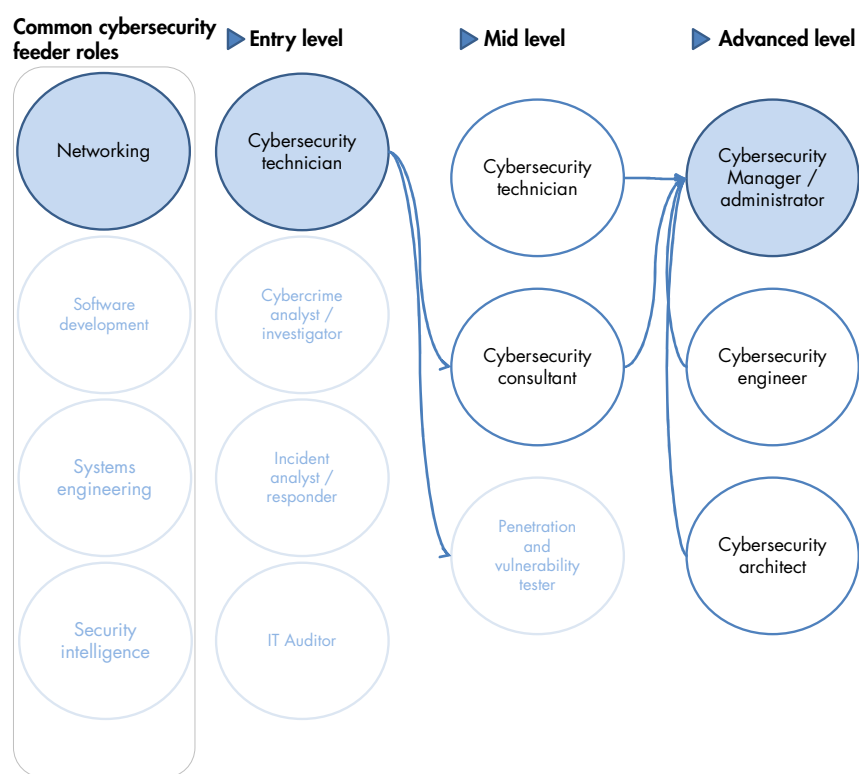 Common cybersecurity
feeder roles
Entry level
Mid level
Advanced level
Networking
Software
development
Systems
engineering
Security
intelligence
Cybersecurity
technician
Cybercrime
analyst /
investigator
Incident
analyst /
responder
IT Auditor
Cybersecurity
technician
Cybersecurity
consultant
Penetration
and
vulnerability
tester
Cybersecurity
Manager /
administrator
Cybersecurity
engineer
Cybersecurity
architect